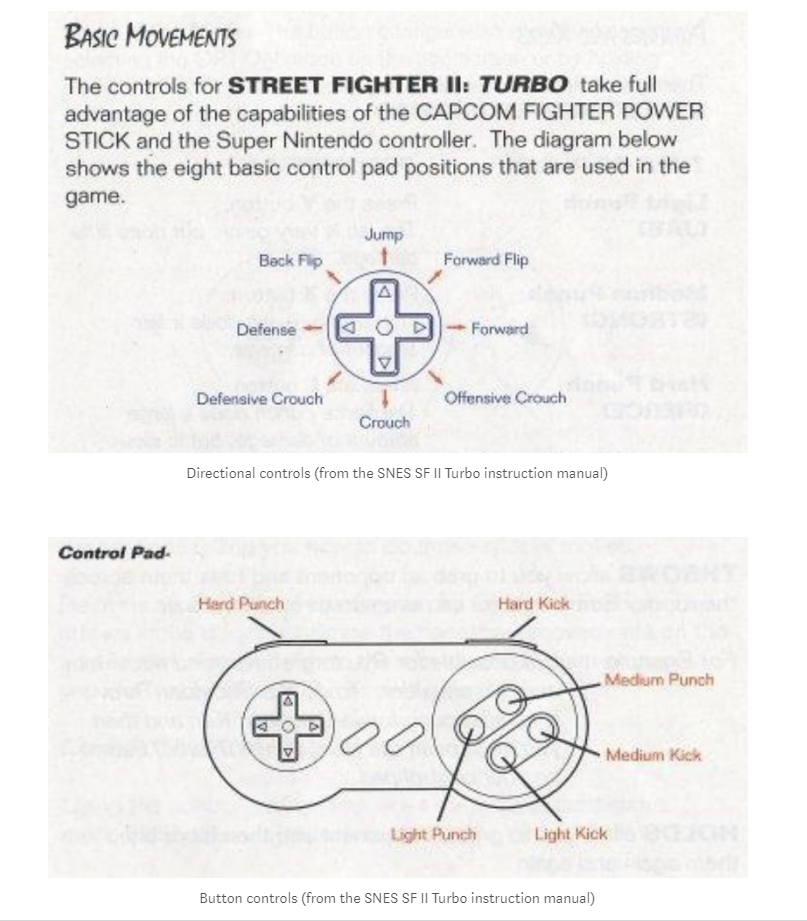 BASIC MOVEMENTS
The controls for STREET FIGHTER II: TURBO take full
advantage of the capabilities of the CAPCOM FIGHTER POWER
STICK and the Super Nintendo controller. The diagram below
shows the eight basic control pad positions that are used in the
game.
Jump
Back Flip
Forward Flip
Defense
Forward
Defensive Crouch
Offensive Crouch
Crouch
Directional controls (from the SNES SF II Turbo instruction manual)
Control Pad-
Hard Punch
Hard Kick
Medium Punch
Medium Kick
Light Punch
Light Kick
Button controls (from the SNES SF II Turbo instruction manual)